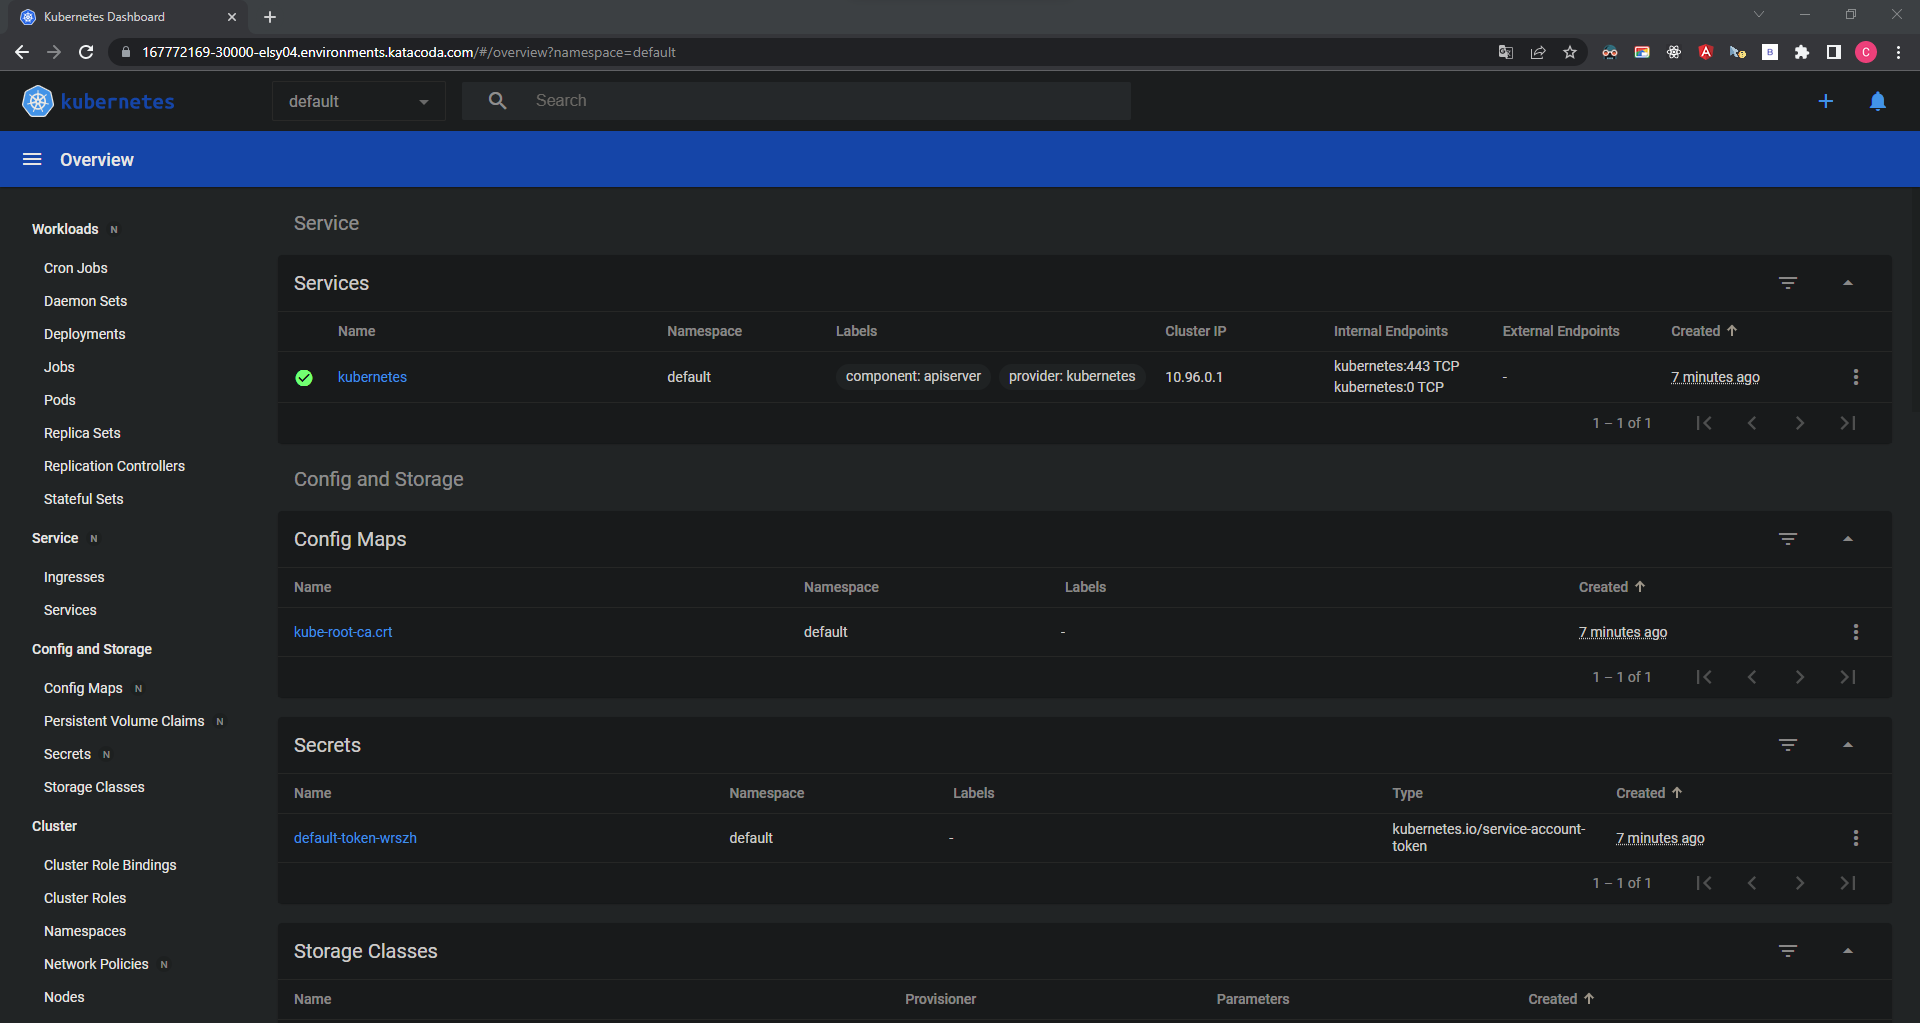 Kubernetes Dashboard
167772169-30000-elsy04.environments.katacoda.com/#/overview?namespace=default
B
C
kubernetes
default
Search
Overview
Workloads N
Cron Jobs
Daemon Sets
Deployments
Jobs
Pods
Replica Sets
Replication Controllers
Stateful Sets
Service N
Ingresses
Services
Config and Storage
Config Maps N
Persistent Volume Claims N
Secrets N
Storage Classes
Cluster
Cluster Role Bindings
Cluster Roles
Namespaces
Network Policies N
Nodes
Service
Services
Name Namespace Labels Cluster IP Internal Endpoints External Endpoints Created
kubernetes default component: apiserver provider: kubernetes 10.96.0.1 kubernetes:443 TCP - 7 minutes ago
kubernetes:0 TCP
1 – 1 of 1
Config and Storage
Config Maps
Name Namespace Labels Created
kube-root-ca.crt default - 7 minutes ago
1 – 1 of 1
Secrets
Name Namespace Labels Type Created
default-token-wrszh default - kubernetes.io/service-account- 7 minutes ago
token
1 – 1 of 1
Storage Classes
Name Provisioner Parameters Created